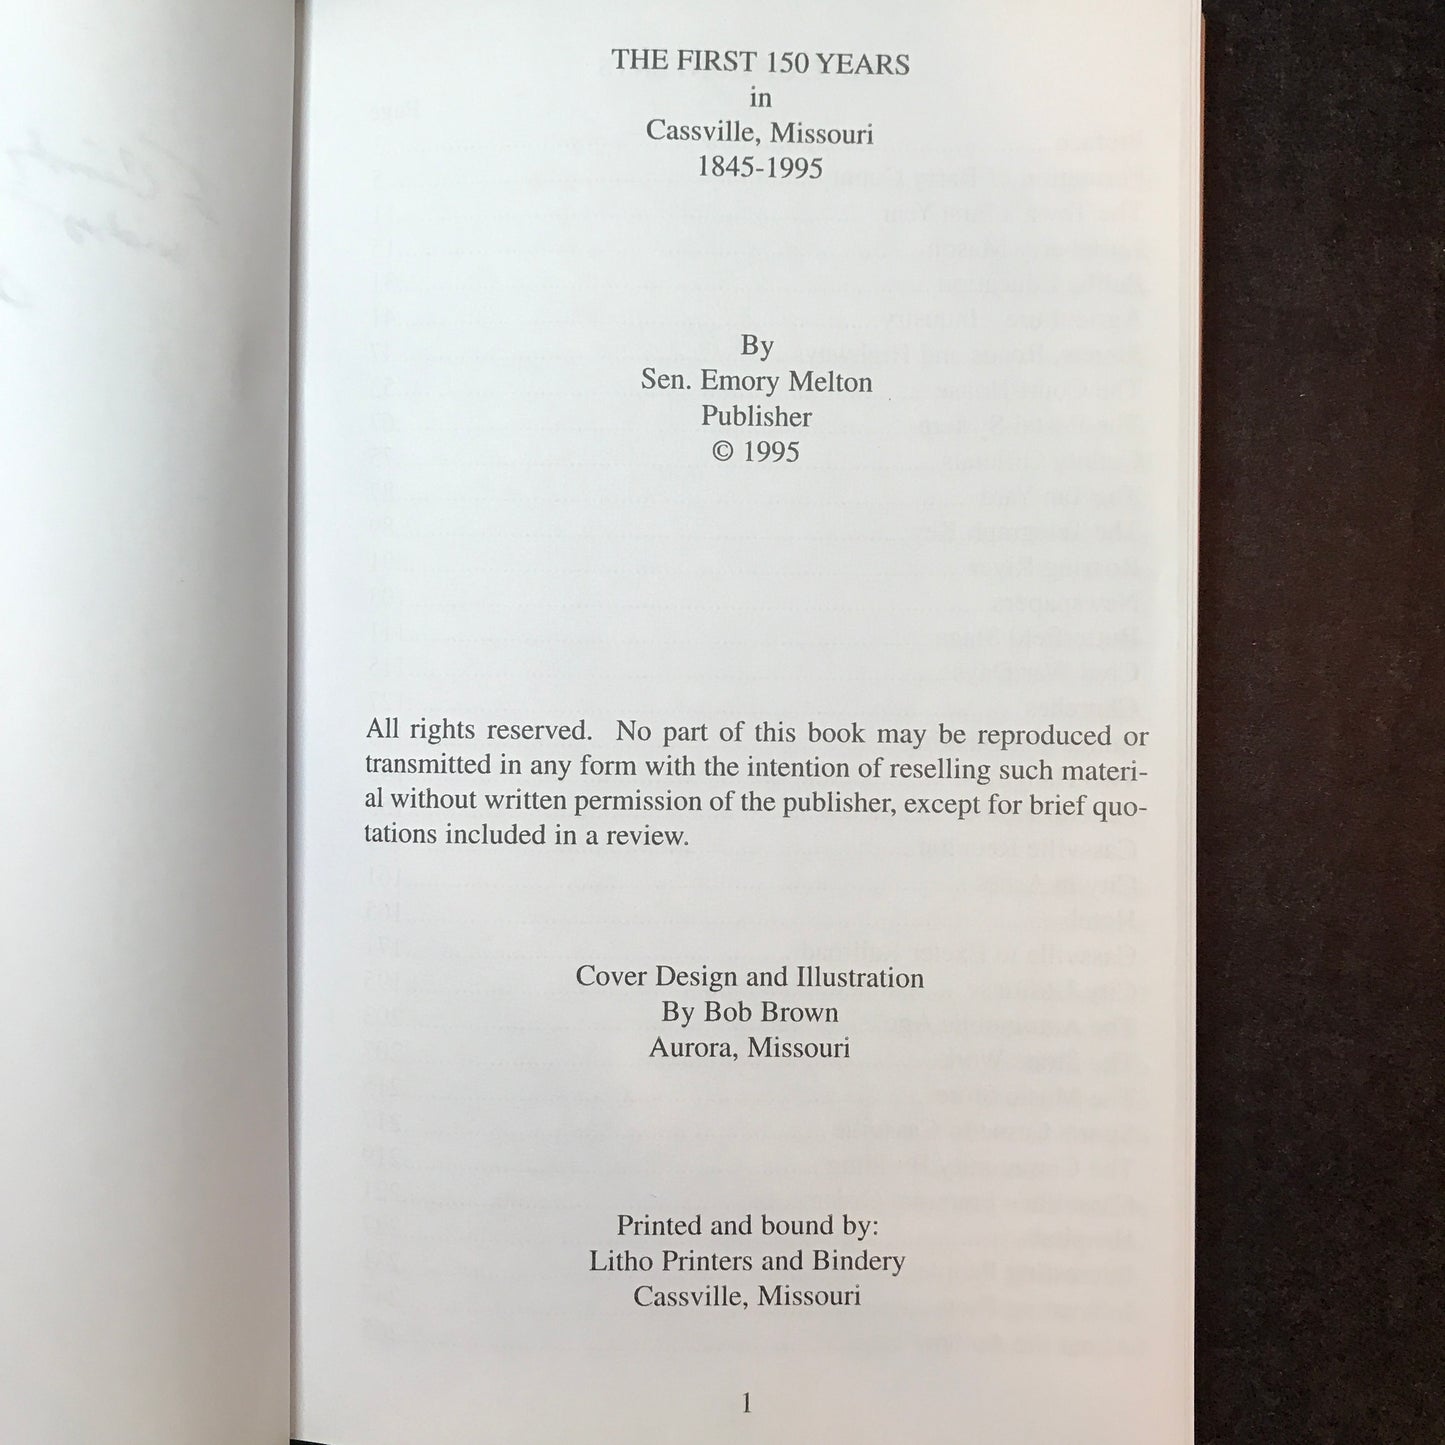 THE FIRST 150 YEARS
in
Cassville, Missouri
1845-1995
By
Sen. Emory Melton
Publisher
© 1995
All rights reserved. No part of this book may be reproduced or
transmitted in any form with the intention of reselling such materi-
al without written permission of the publisher, except for brief quo-
tations included in a review.
Cover Design and Illustration
By Bob Brown
Aurora, Missouri
Printed and bound by:
Litho Printers and Bindery
Cassville, Missouri
1